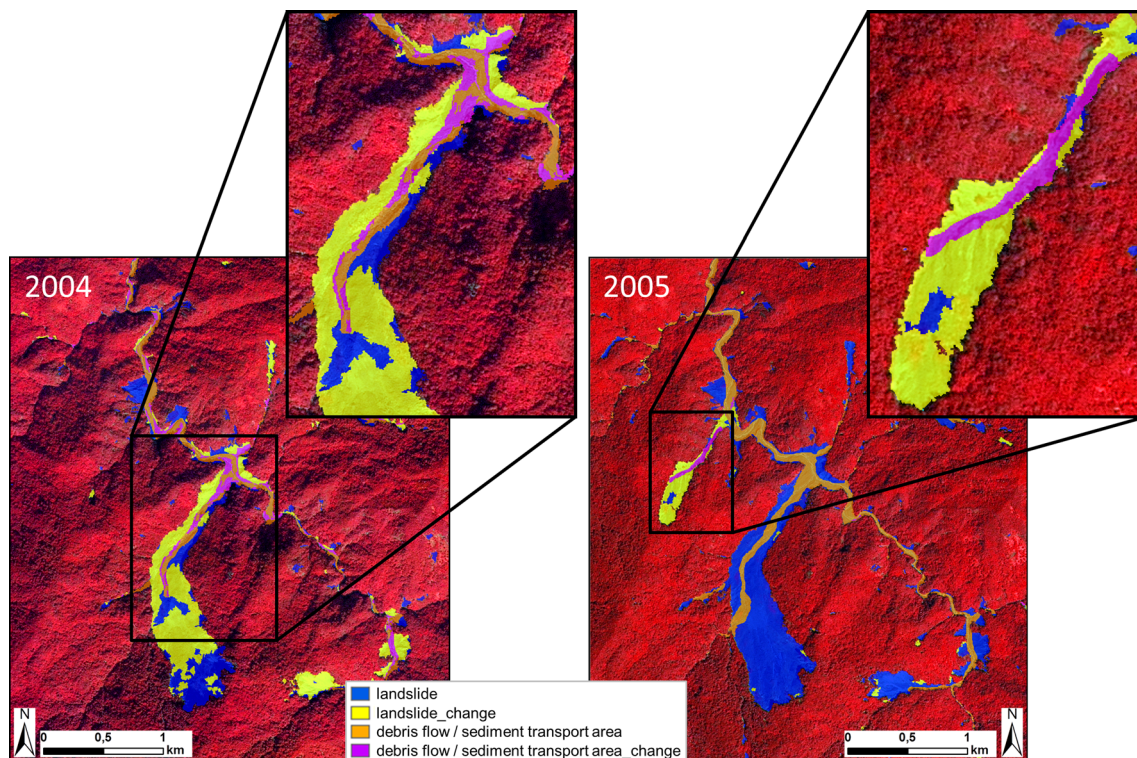 2004
2005
landslide
landslide_change
debris flow / sediment transport area
debris flow / sediment transport area_change
N
0 0,5 1
km
0 0,5 1
km
N